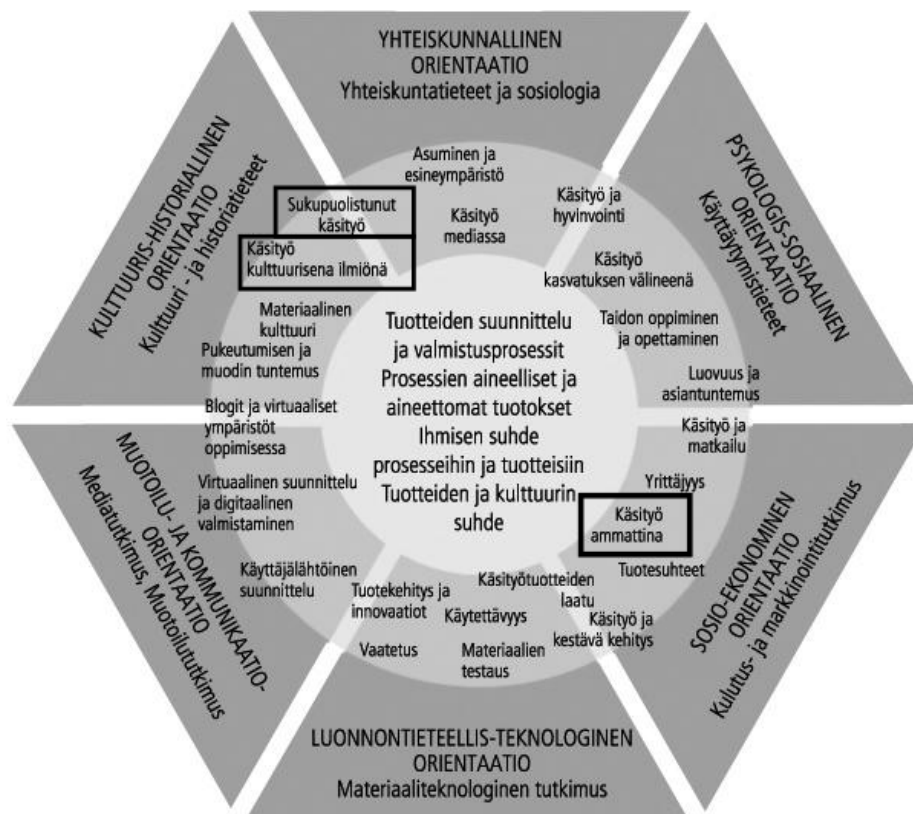 YHTEISKUNNALLINEN
ORIENTAATIO
Yhteiskuntatieteet ja sosiologia
PSYKOLOGIS-SOSIAALINEN
ORIENTAATIO
Käyttäytymistieteet
SOSIO-EKONOMINEN
ORIENTAATIO
Kulutus- ja markkinointitutkimus
LUONNONTIETEELLIS-TEKNOLOGINEN
ORIENTAATIO
Materiaaliteknologinen tutkimus
MUOTOILU- JA KOMMUNIKAATIO-
ORIENTAATIO
Mediatutkimus, Muotoilututkimus
KULTTUURIS-HISTORIALLINEN
ORIENTAATIO
Kulttuuri - ja historiatieteet
Asuminen ja
esineympäristö
Käsityö
mediassa
Käsityö ja
hyvinvointi
Käsityö
kasvatuksen välineenä
Taidon oppiminen
ja opettaminen
Luovuus ja
asiantuntemus
Käsityö ja
matkailu
Yrittäjyys
Käsityö
ammattina
Tuotesuhteet
Käsityö ja
kestävä kehitys
Käsityötuotteiden
laatu
Käytettävyys
Materiaalien
testaus
Tuotekehitys ja
innovaatiot
Vaatetus
Käyttäjälähtöinen
suunnittelu
Virtuaalinen suunnittelu
ja digitaalinen
valmistaminen
Blogit ja virtuaaliset
ympäristöt
oppimisessa
Pukeutumisen ja
muodin tuntemus
Materiaalinen
kulttuuri
Käsityö
kulttuurisena ilmiönä
Sukupuolistunut
käsityö
Tuotteiden suunnittelu
ja valmistusprosessit
Prosessien aineelliset ja
aineettomat tuotokset
Ihmisen suhde
prosesseihin ja tuotteisiin
Tuotteiden ja kulttuurin
suhde